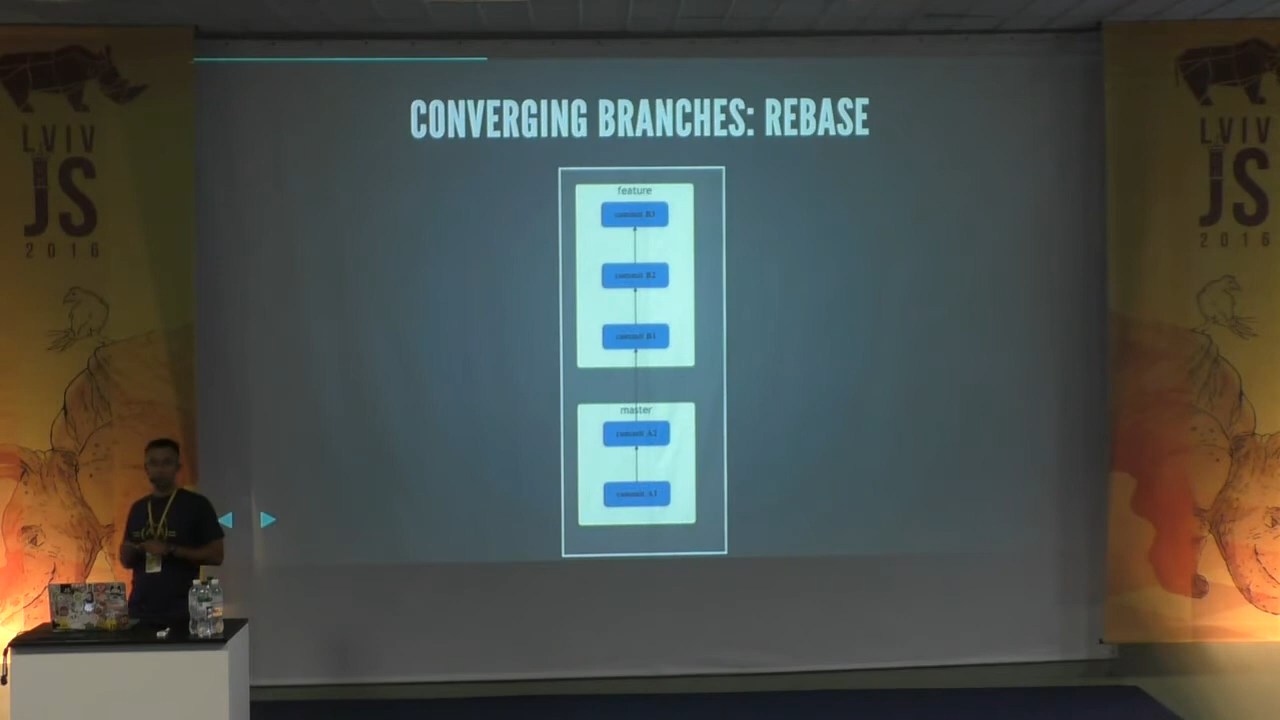 CONVERGING BRANCHES: REBASE
feature
commit B3
commit B2
commit B1
master
commit A2
commit A1
LVIV
JS
2016
LVIV
JS
2016